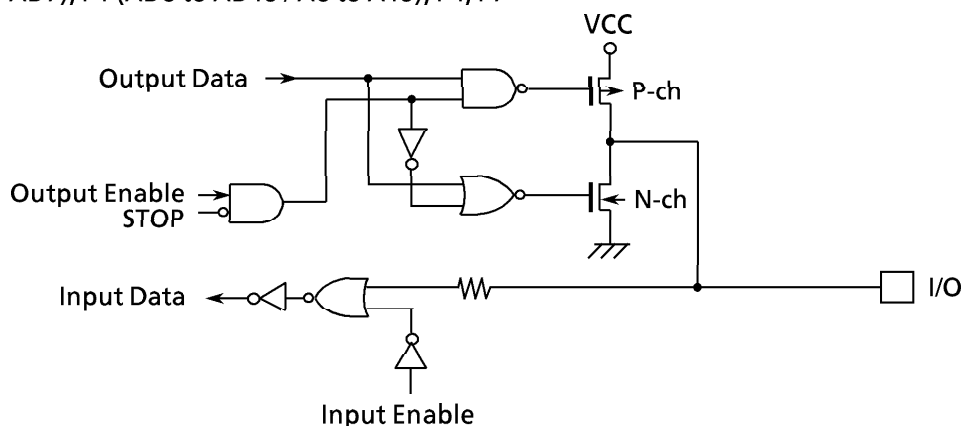 VCC
Output Data
P-ch
Output Enable
STOP
N-ch
Input Data
I/O
Input Enable